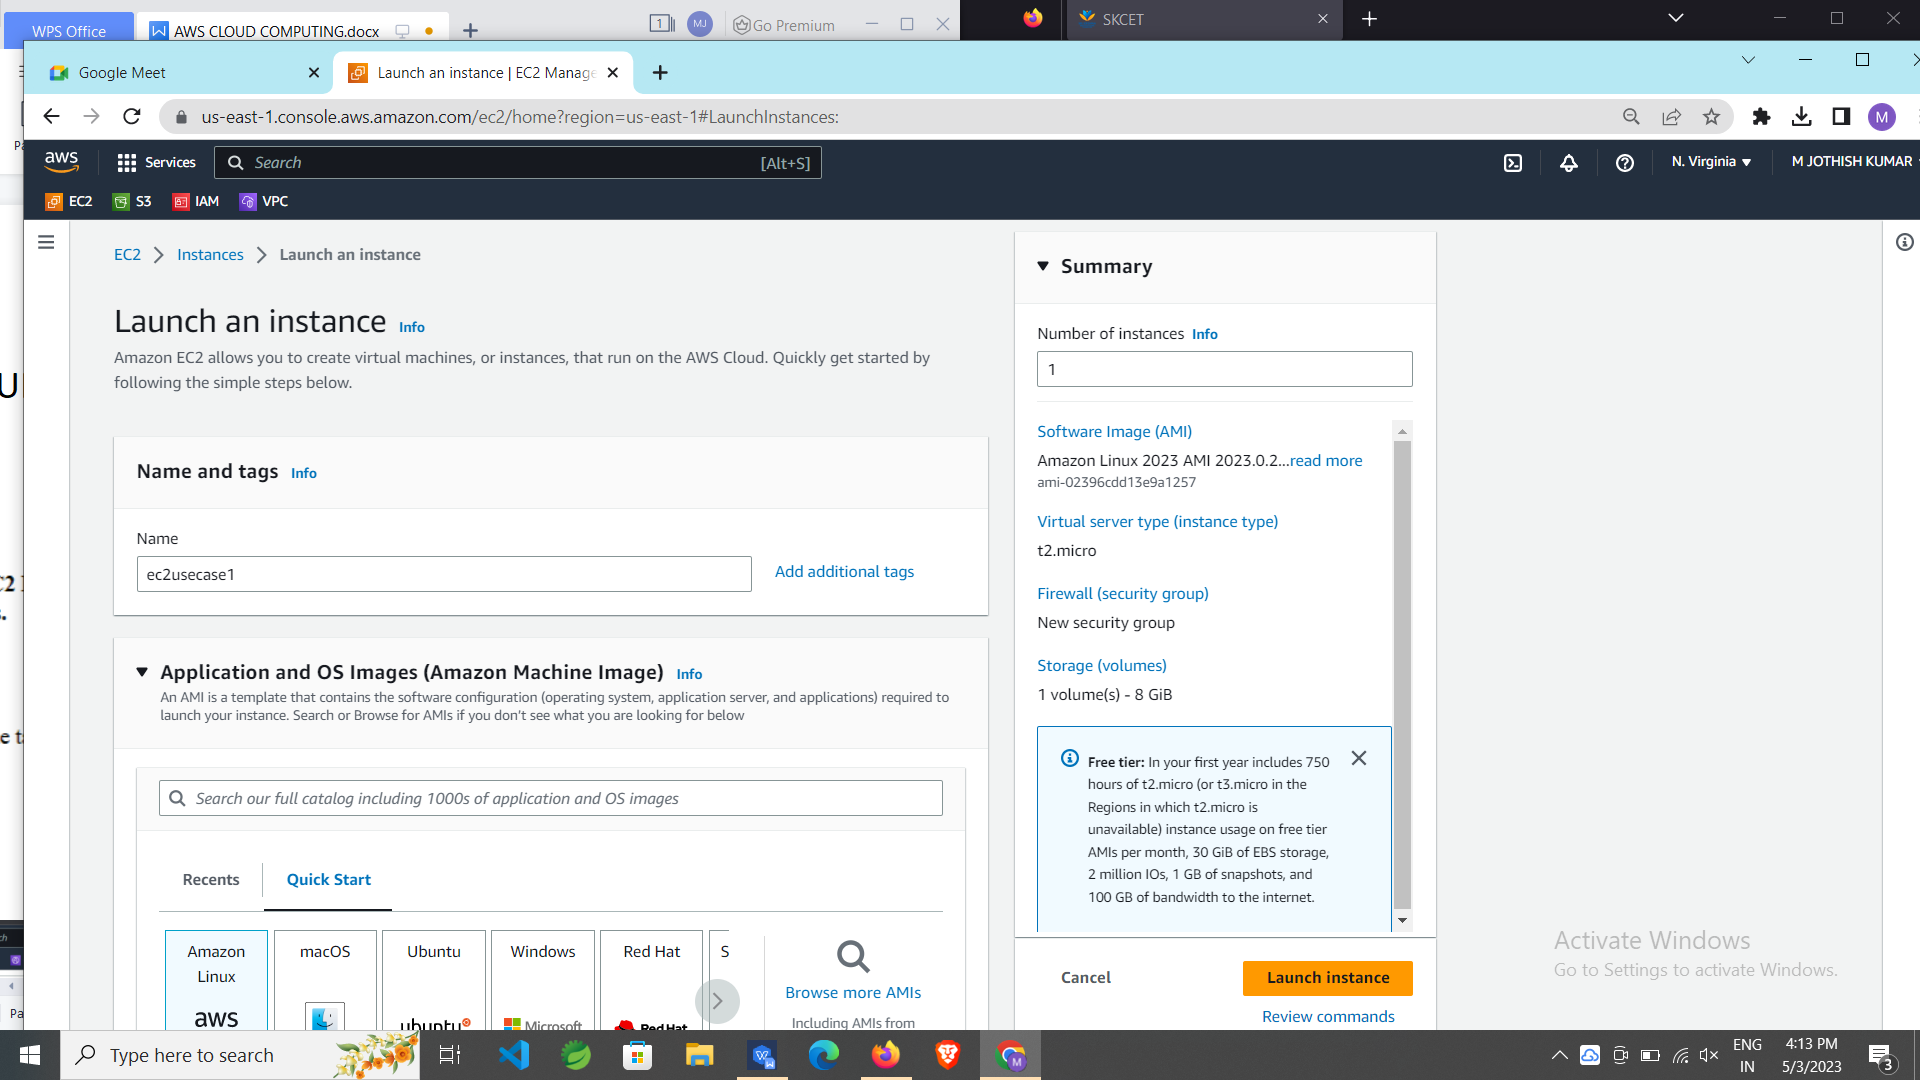 WPS Office
AWS CLOUD COMPUTING.docx
1
MJ
Go Premium
SKCET
Google Meet
Launch an instance | EC2 Manage
us-east-1.console.aws.amazon.com/ec2/home?region=us-east-1#LaunchInstances:
M
aws
Services
Search
[Alt+S]
N. Virginia
M JOTHISH KUMAR
EC2
S3
IAM
VPC
EC2
Instances
Launch an instance
Launch an instance Info
Amazon EC2 allows you to create virtual machines, or instances, that run on the AWS Cloud. Quickly get started by
following the simple steps below.
Name and tags Info
Name
ec2usecase1
Add additional tags
Application and OS Images (Amazon Machine Image) Info
An AMI is a template that contains the software configuration (operating system, application server, and applications) required to
launch your instance. Search or Browse for AMIs if you don’t see what you are looking for below
Search our full catalog including 1000s of application and OS images
Recents
Quick Start
Amazon
Linux
aws
macOS
Ubuntu
ubuntu
Windows
Microsoft
Red Hat
Red Hat
S
Browse more AMIs
Including AMIs from
Summary
Number of instances Info
1
Software Image (AMI)
Amazon Linux 2023 AMI 2023.0.2...read more
ami-02396cdd13e9a1257
Virtual server type (instance type)
t2.micro
Firewall (security group)
New security group
Storage (volumes)
1 volume(s) - 8 GiB
Free tier: In your first year includes 750
hours of t2.micro (or t3.micro in the
Regions in which t2.micro is
unavailable) instance usage on free tier
AMIs per month, 30 GiB of EBS storage,
2 million IOs, 1 GB of snapshots, and
100 GB of bandwidth to the internet.
Cancel
Launch instance
Review commands
Activate Windows
Go to Settings to activate Windows.
Type here to search
M
ENG
IN
4:13 PM
5/3/2023
3